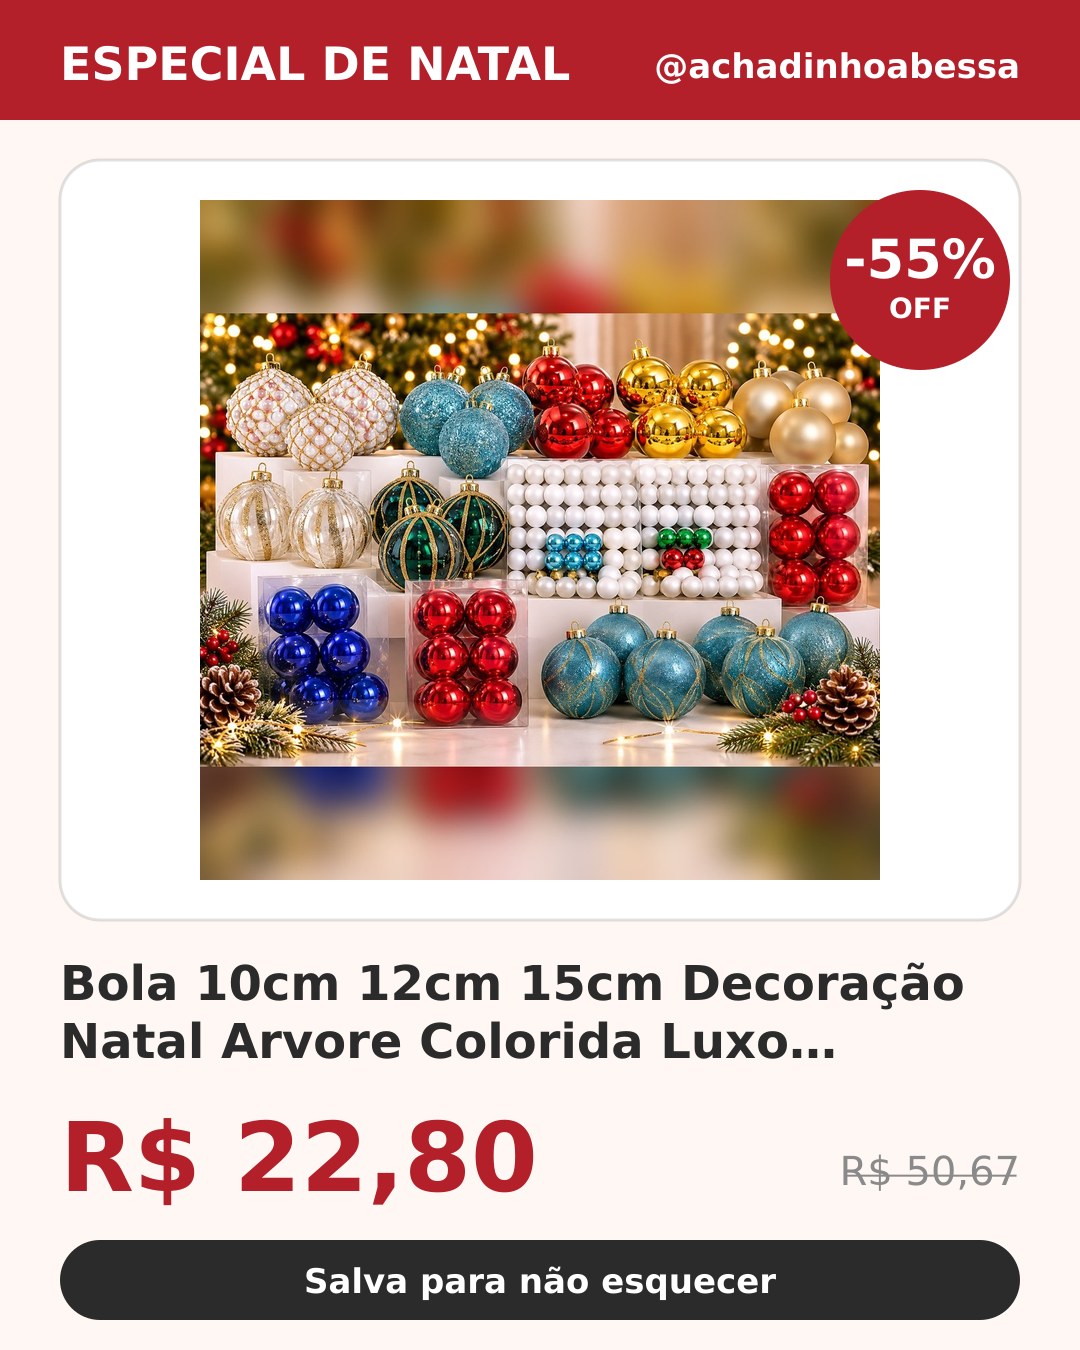 ESPECIAL DE NATAL
@achadinhoabessa
-55%
OFF
Bola 10cm 12cm 15cm Decoração
Natal Arvore Colorida Luxo...
R$ 22,80
R$ 50,67
Salva para não esquecer